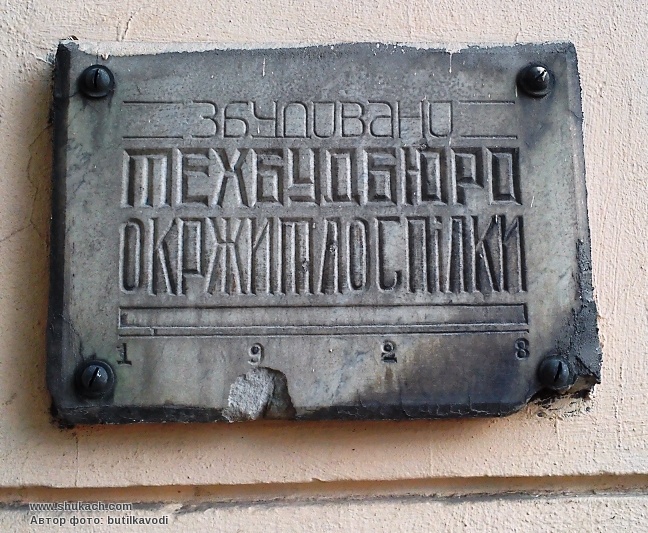 збудовано
ТЕХБУДБЮРО
ОКРЖИТЛОСПІЛКИ
1 9 2 8
www.shukach.com
Автор фото: butilkavodi